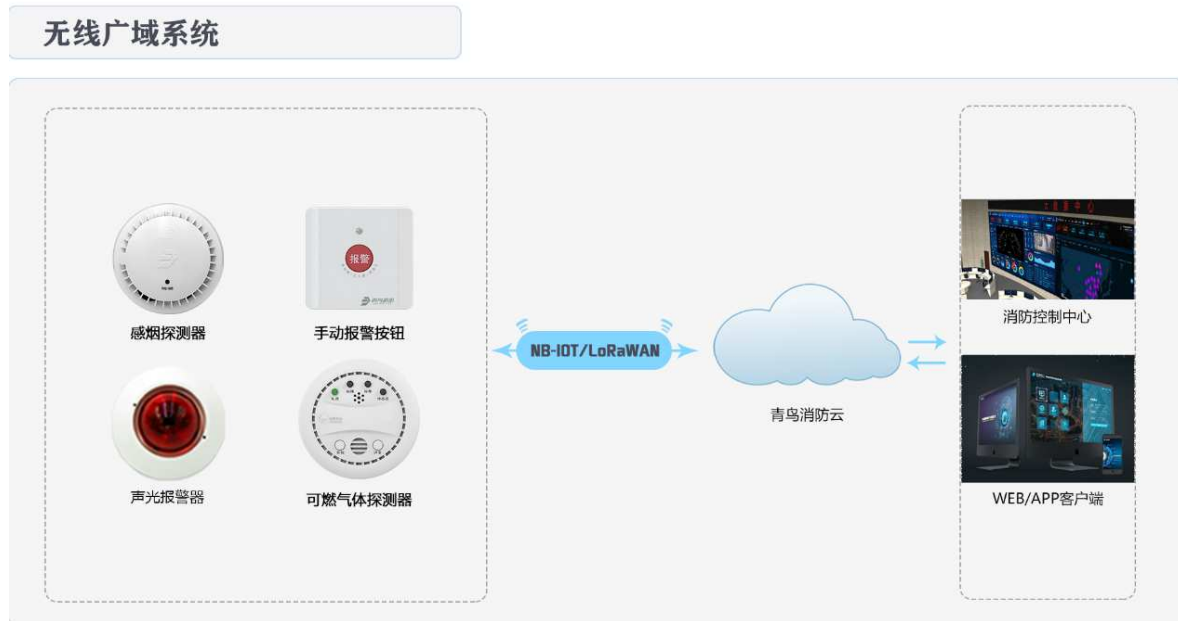 无线广域系统
报警
感烟探测器
手动报警按钮
声光报警器
可燃气体探测器
NB-IOT/LoRaWAN
青鸟消防云
消防控制中心
WEB/APP客户端